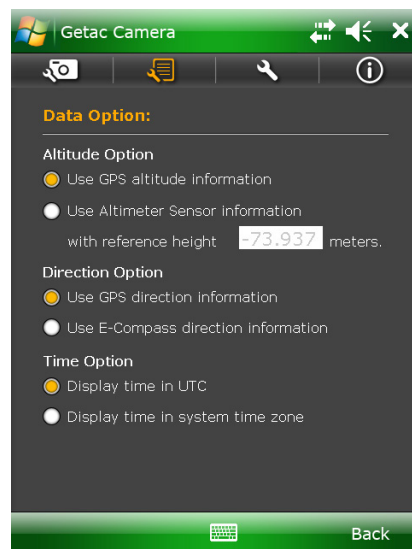 Getac Camera
Data Option:
Altitude Option
Use GPS altitude information
Use Altimeter Sensor information
with reference height -73.937 meters.
Direction Option
Use GPS direction information
Use E-Compass direction information
Time Option
Display time in UTC
Display time in system time zone
Back